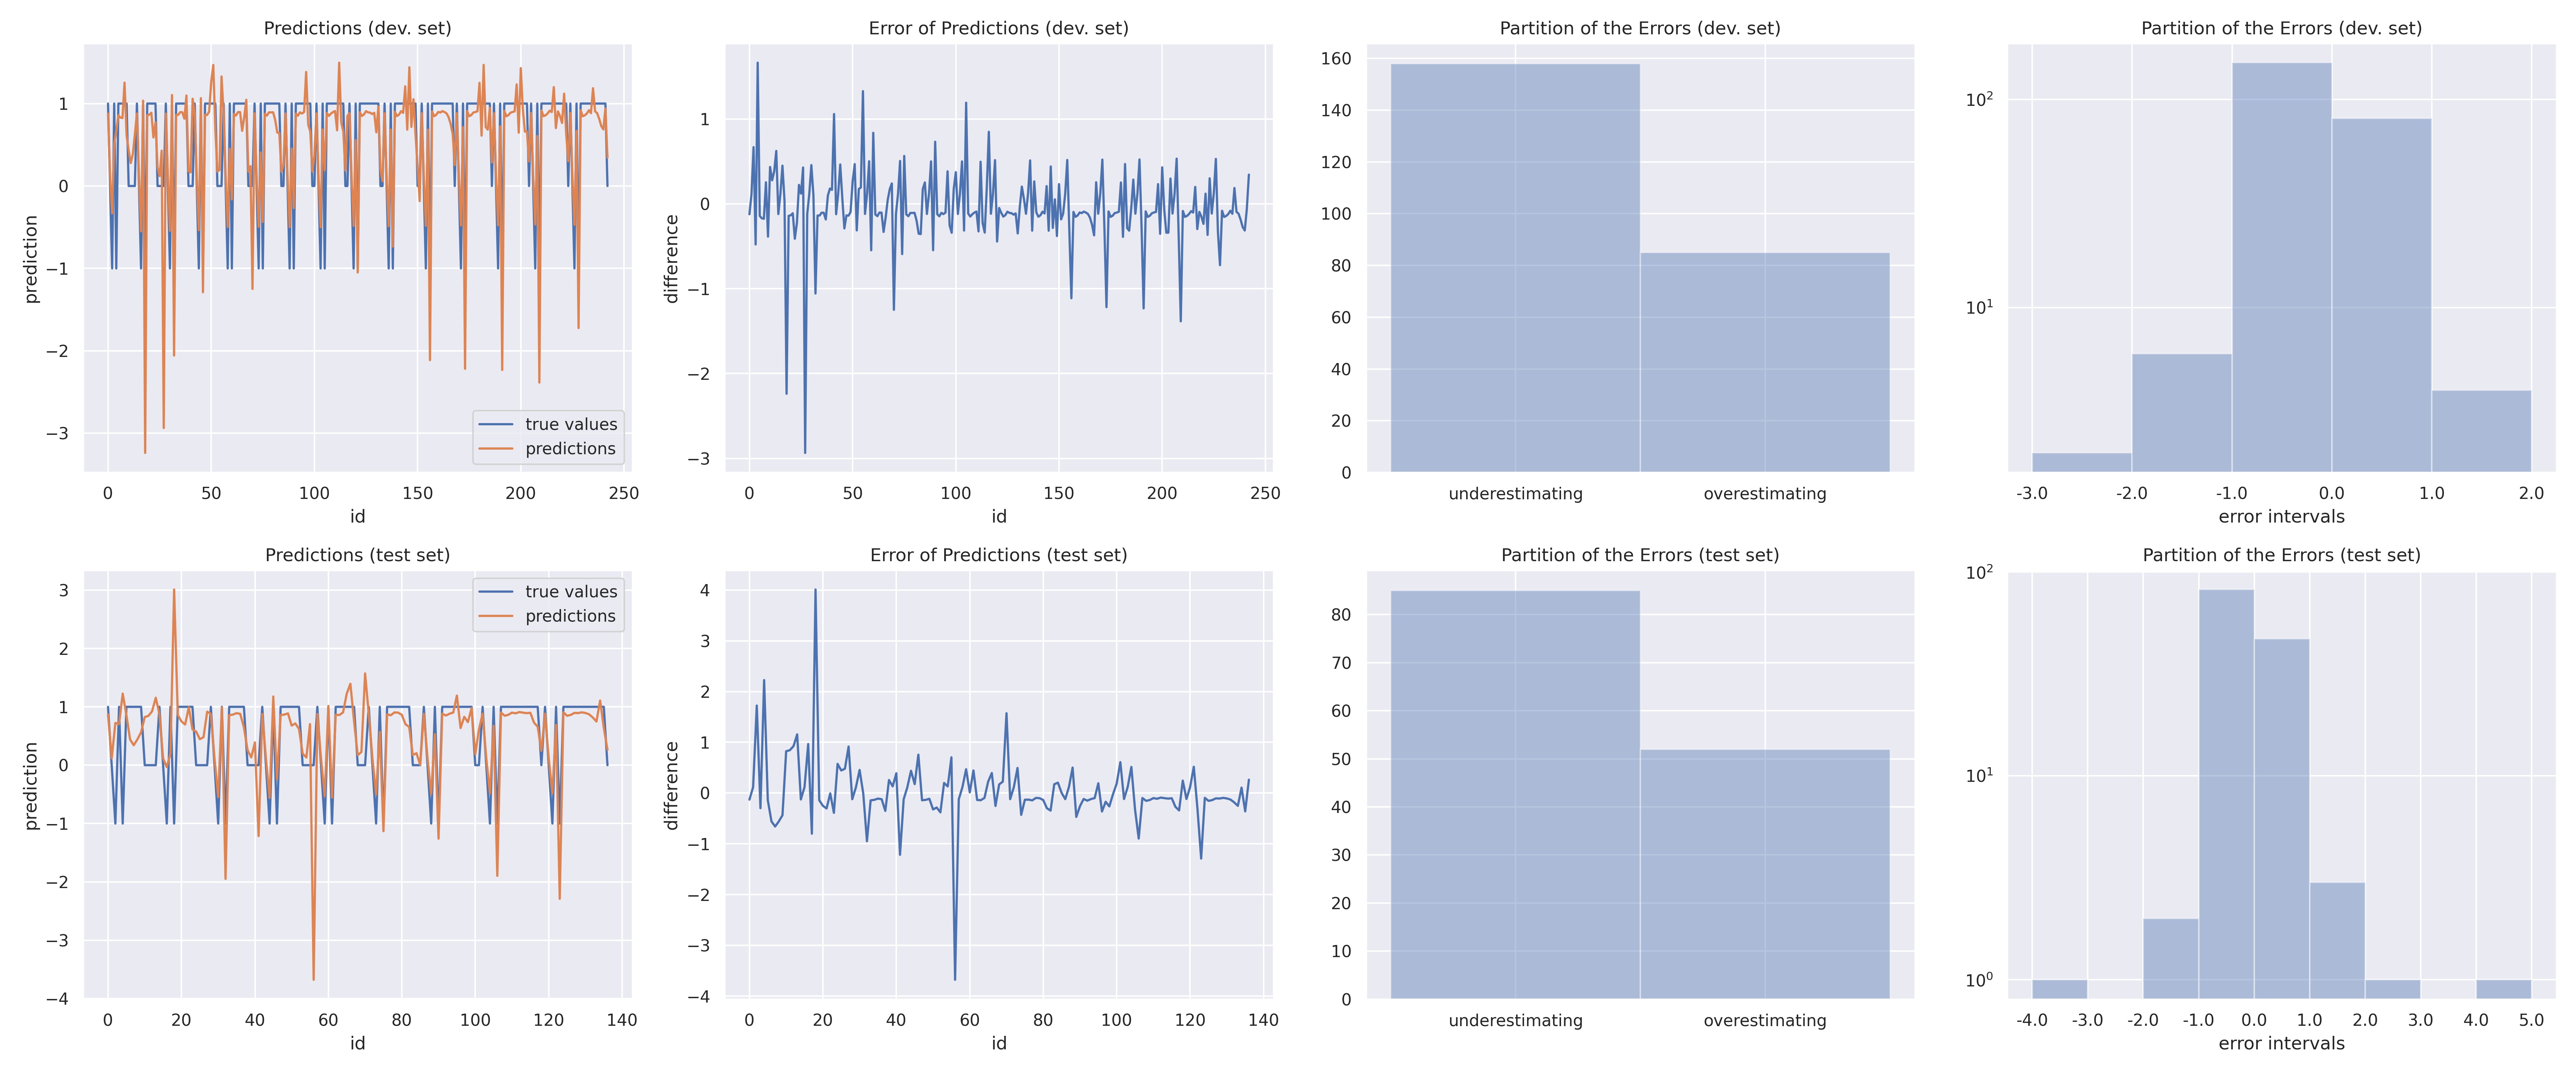 Predictions (dev. set)
prediction
1
0
−1
−2
−3
true values
predictions
0 50 100 150 200 250
id
Error of Predictions (dev. set)
difference
1
0
−1
−2
−3
0 50 100 150 200 250
id
Partition of the Errors (dev. set)
160
140
120
100
80
60
40
20
0
underestimating overestimating
Partition of the Errors (dev. set)
10²
10¹
-3.0 -2.0 -1.0 0.0 1.0 2.0
error intervals
Predictions (test set)
prediction
3
2
1
0
−1
−2
−3
−4
true values
predictions
0 20 40 60 80 100 120 140
id
Error of Predictions (test set)
difference
4
3
2
1
0
−1
−2
−3
−4
0 20 40 60 80 100 120 140
id
Partition of the Errors (test set)
80
70
60
50
40
30
20
10
0
underestimating overestimating
Partition of the Errors (test set)
10²
10¹
10⁰
-4.0 -3.0 -2.0 -1.0 0.0 1.0 2.0 3.0 4.0 5.0
error intervals